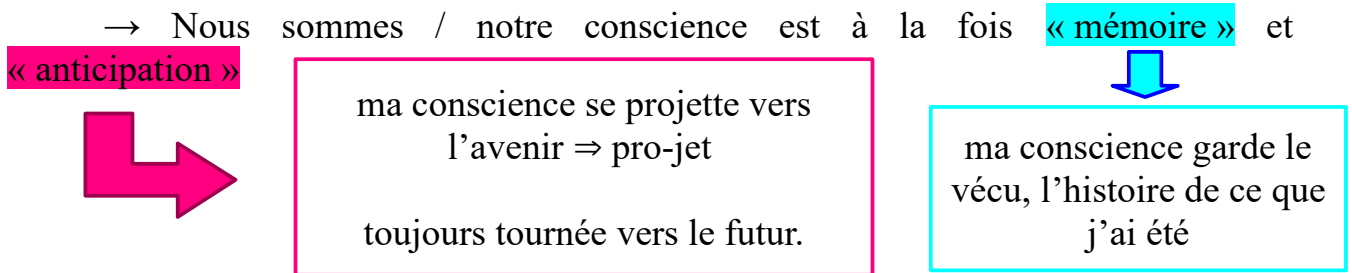 → Nous sommes / notre conscience est à la fois « mémoire » et
« anticipation »
ma conscience se projette vers
l’avenir ⇒ pro-jet
toujours tournée vers le futur.
ma conscience garde le
vécu, l’histoire de ce que
j’ai été